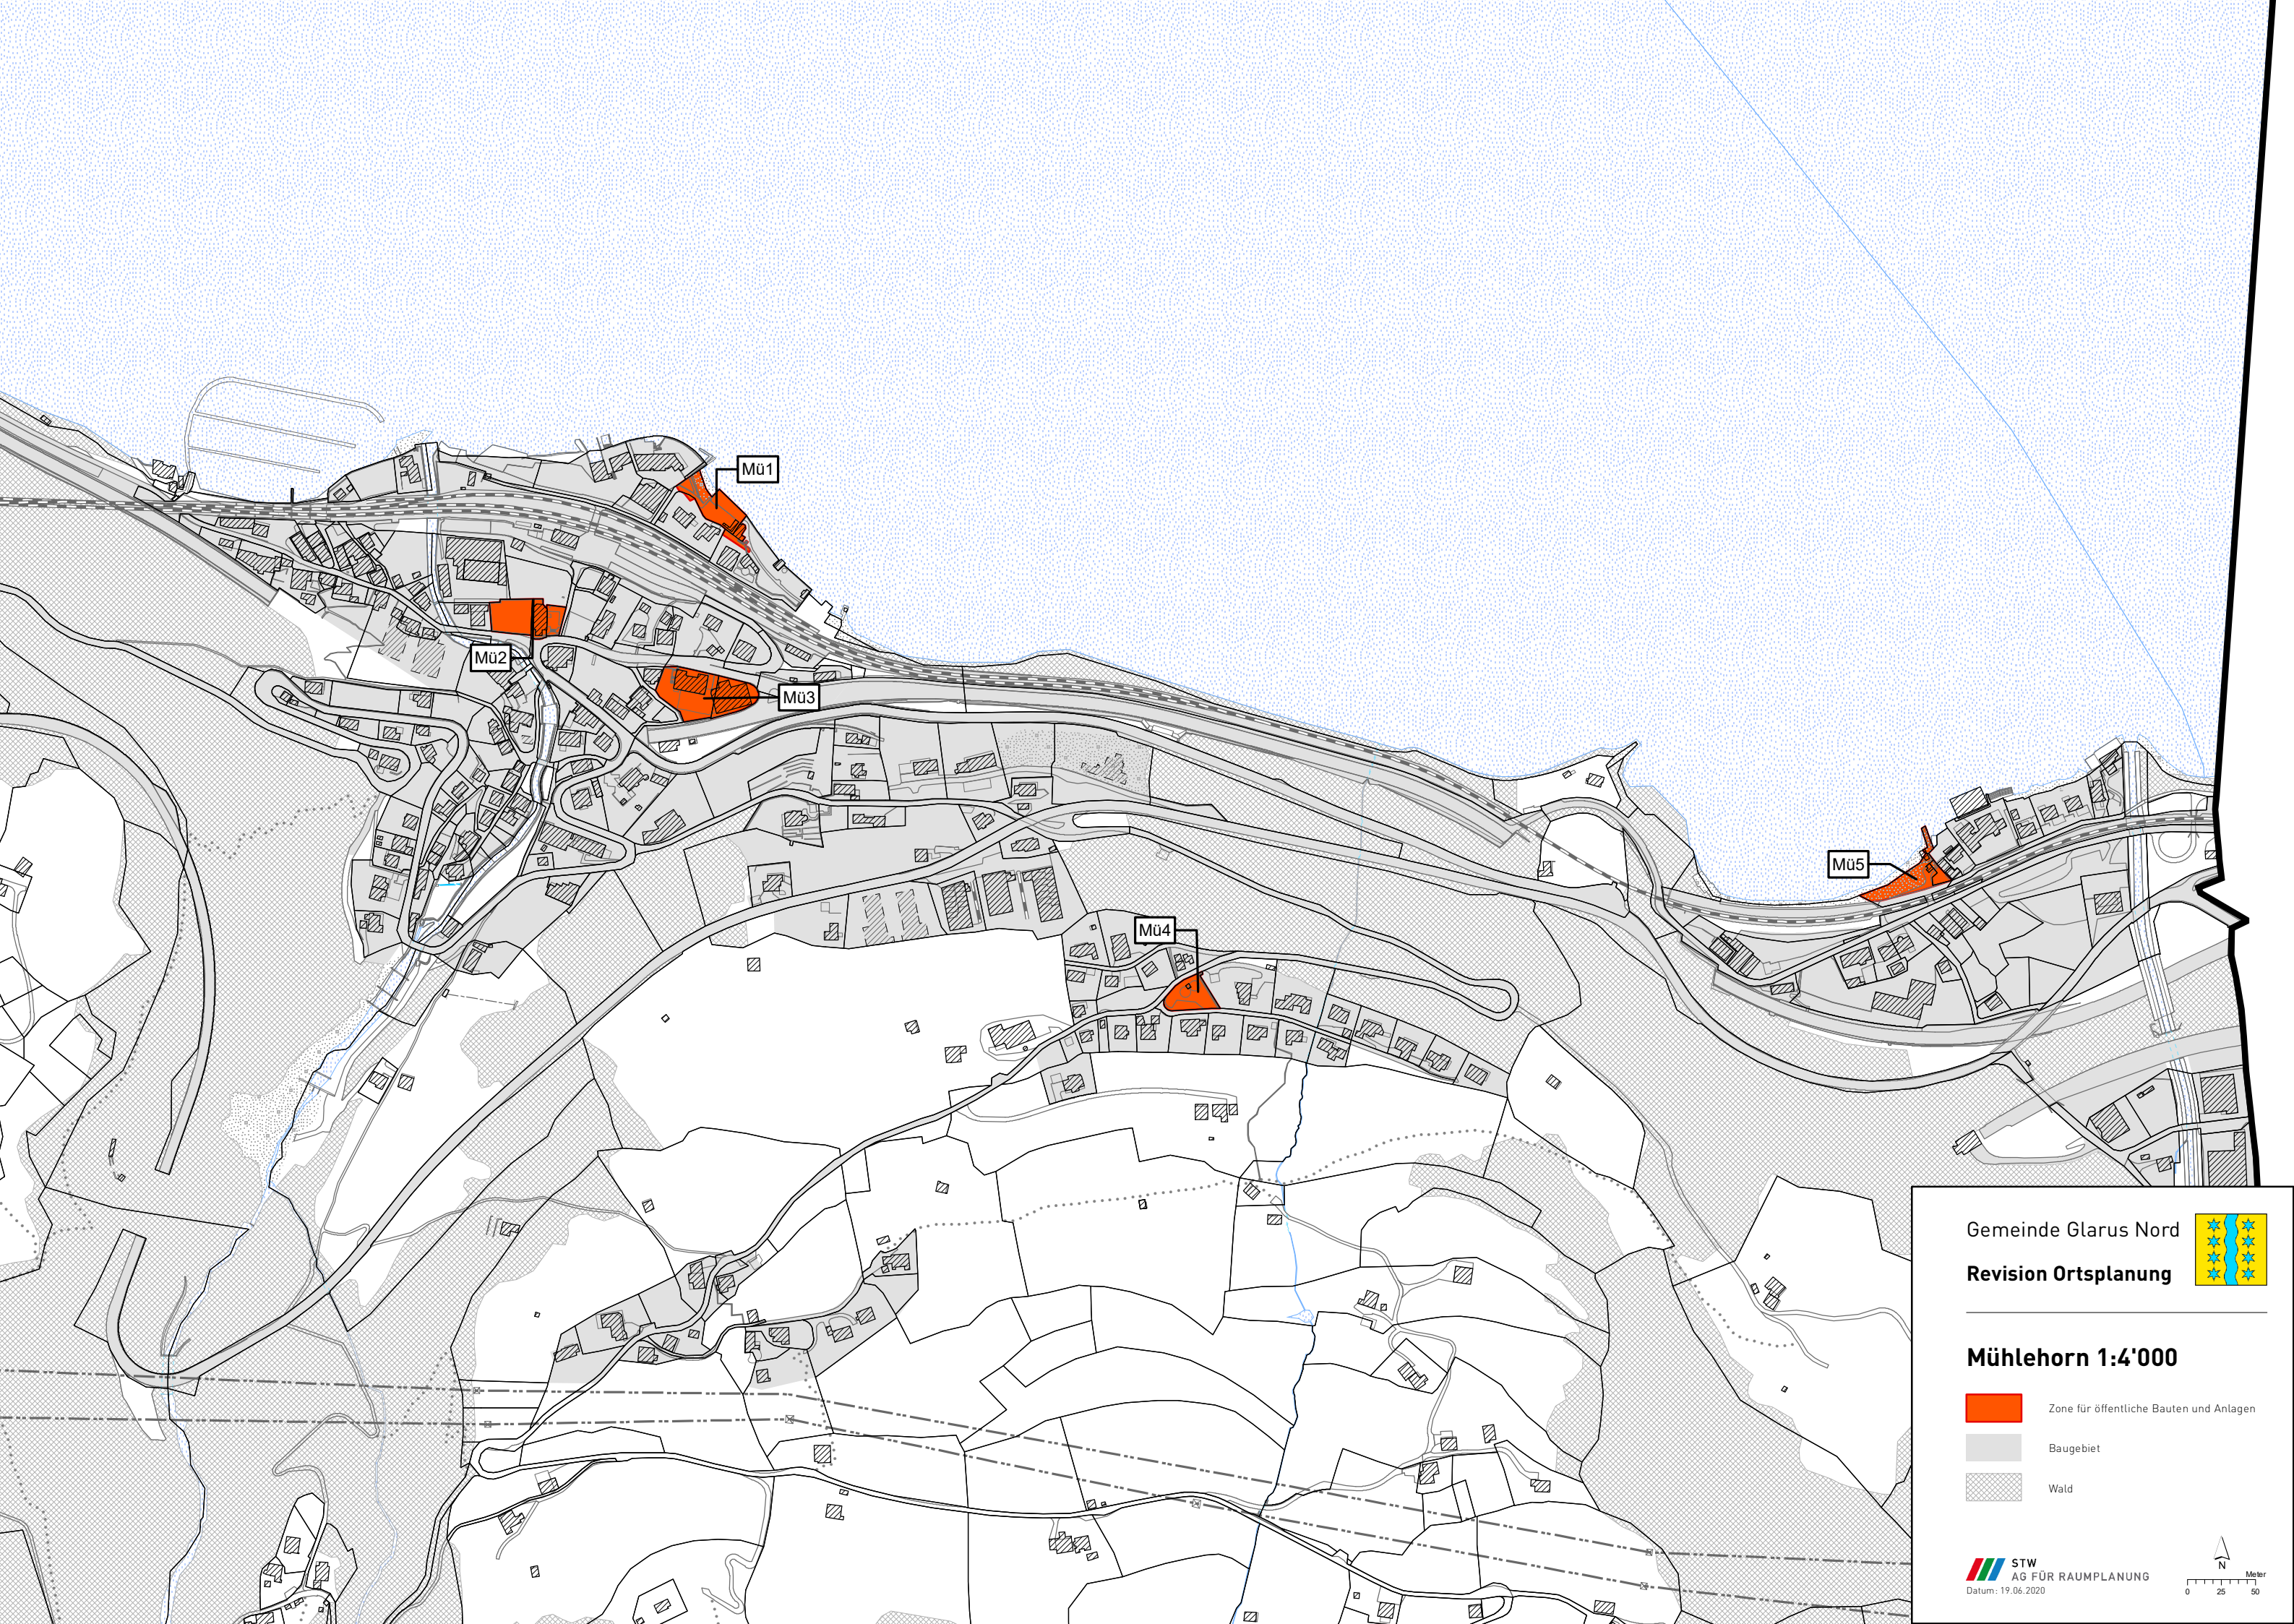 Mü1
Mü2
Mü3
Mü5
Mü4
Gemeinde Glarus Nord
Revision Ortsplanung
Mühlehorn 1:4'000
Zone für öffentliche Bauten und Anlagen
Baugebiet
Wald
STW
AG FÜR RAUMPLANUNG
Datum: 19.06.2020
N
Meter
0 25 50